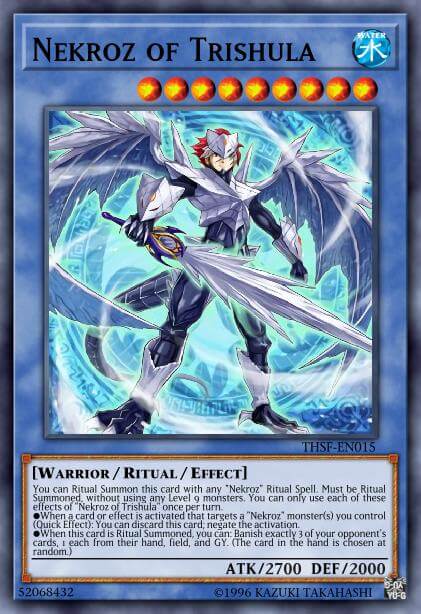 NEKROZ OF TRISHULA
WATER
水
THSF-EN015
[WARRIOR / RITUAL / EFFECT]
You can Ritual Summon this card with any "Nekroz" Ritual Spell. Must be Ritual
Summoned, without using any Level 9 monsters. You can only use each of these
effects of "Nekroz of Trishula" once per turn.
●When a card or effect is activated that targets a "Nekroz" monster(s) you control
(Quick Effect): You can discard this card; negate the activation.
●When this card is Ritual Summoned, you can: Banish exactly 3 of your opponent's
cards, 1 each from their hand, field, and GY. (The card in the hand is chosen at
random.)
ATK/2700 DEF/2000
52068432
©1996 KAZUKI TAKAHASHI